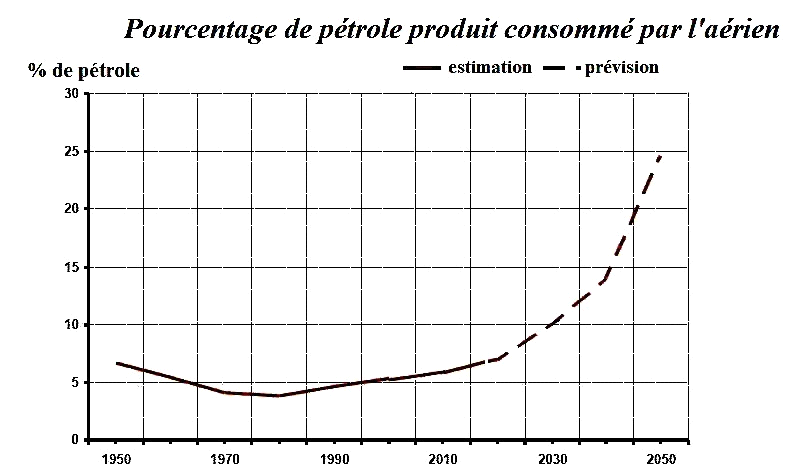 Pourcentage de pétrole produit consommé par l'aérien
% de pétrole
estimation
prévision
30
25
20
15
10
5
0
1950 1970 1990 2010 2030 2050